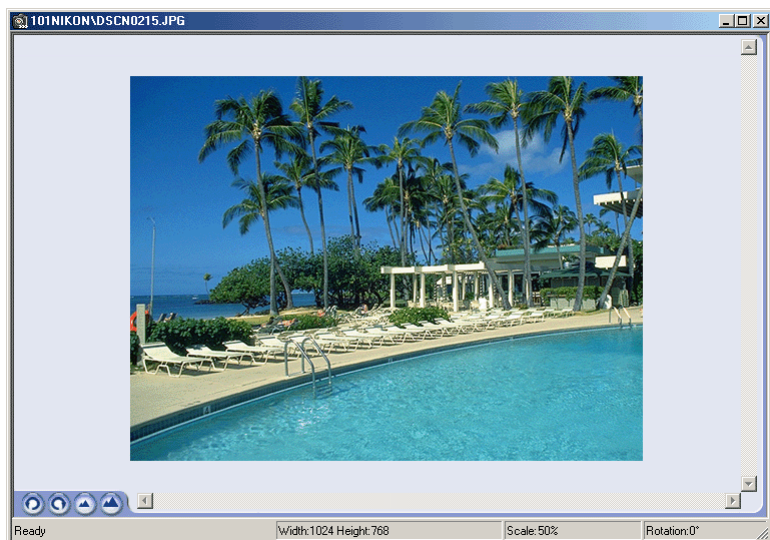 101NIKON\DSCN0215.JPG
Ready
Width:1024 Height:768
Scale:50%
Rotation:0°